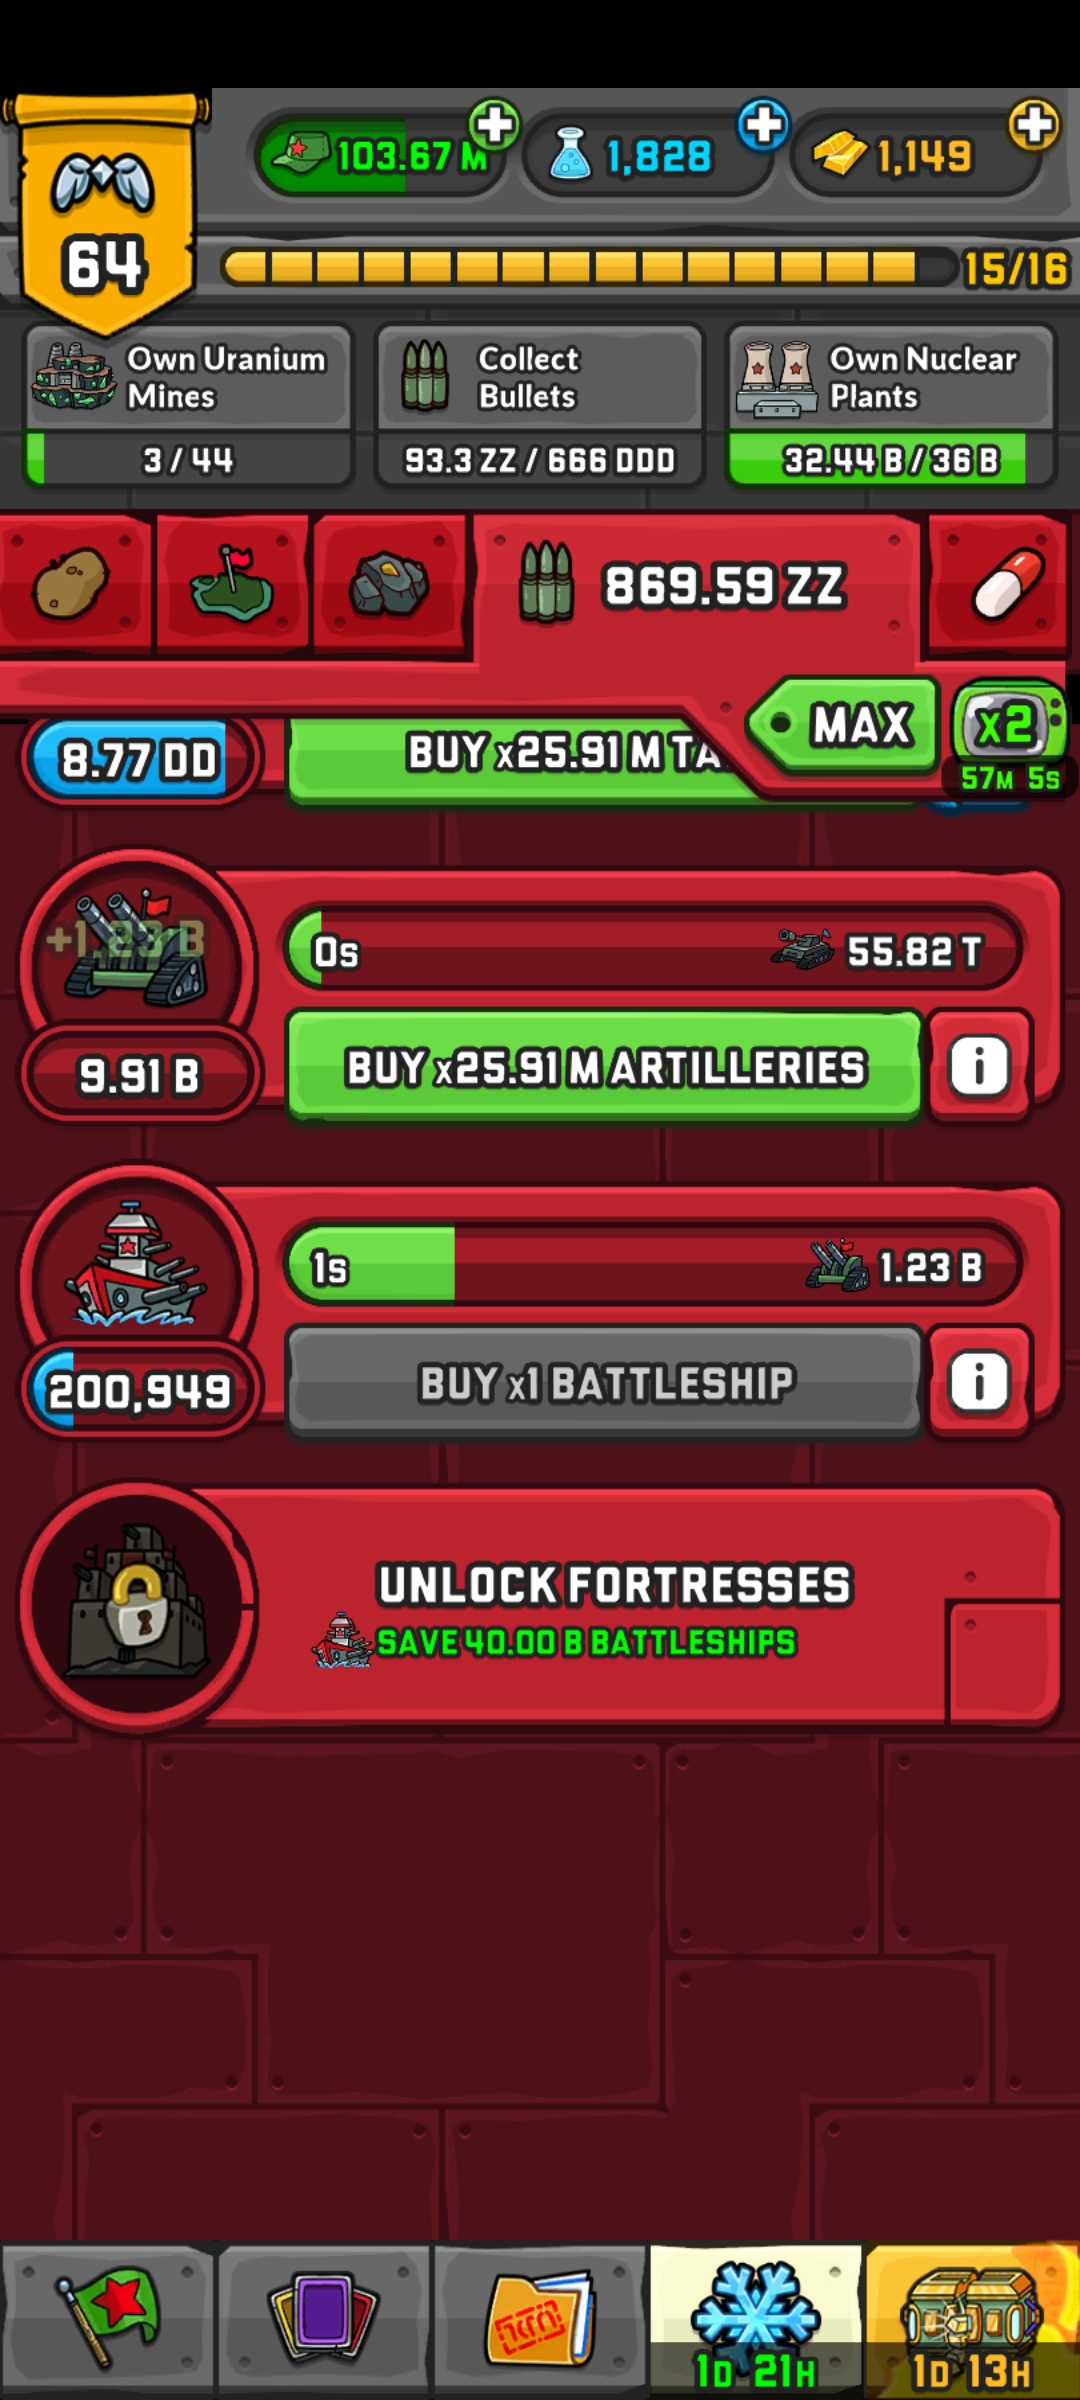 103.67 M
1,828
1,149
64
15/16
Own Uranium
Mines
3 / 44
Collect
Bullets
93.3 ZZ / 666 DDD
Own Nuclear
Plants
32.44 B / 36 B
869.59 ZZ
MAX
x2
57M 5S
8.77 DD
BUY x25.91 M TA
+1.23 B
0s
55.82 T
9.91 B
BUY x25.91 M ARTILLERIES
i
1s
1.23 B
200,949
BUY x1 BATTLESHIP
i
UNLOCK FORTRESSES
SAVE 40.00 B BATTLESHIPS
1D 21H
1D 13H